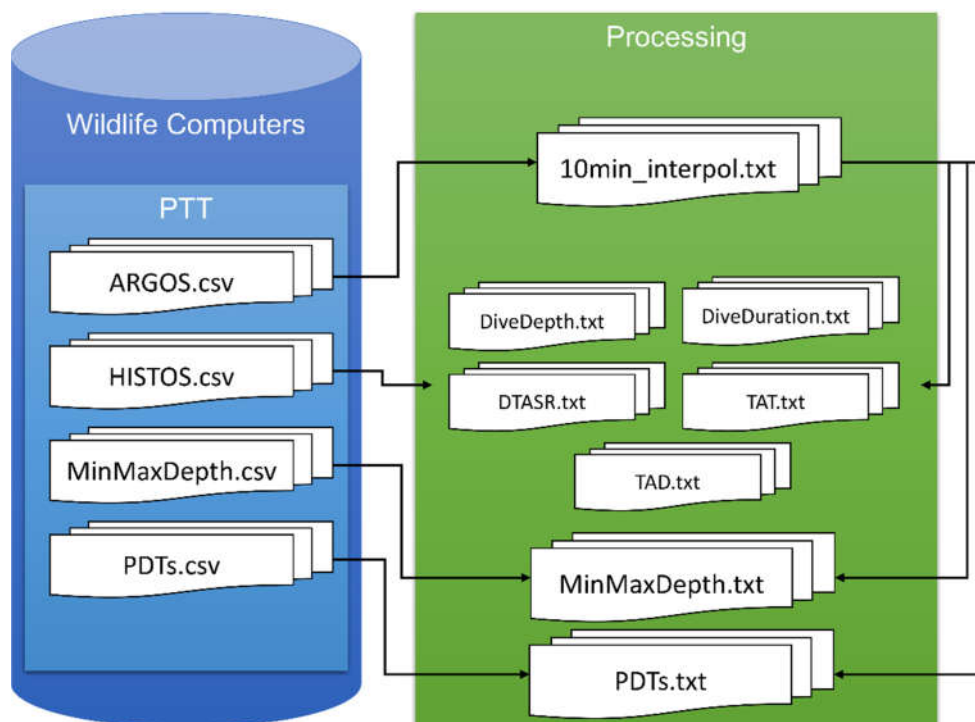 Wildlife Computers
PTT
ARGOS.csv
HISTOS.csv
MinMaxDepth.csv
PDTs.csv
Processing
10min_interpol.txt
DiveDepth.txt
DiveDuration.txt
DTASR.txt
TAT.txt
TAD.txt
MinMaxDepth.txt
PDTs.txt